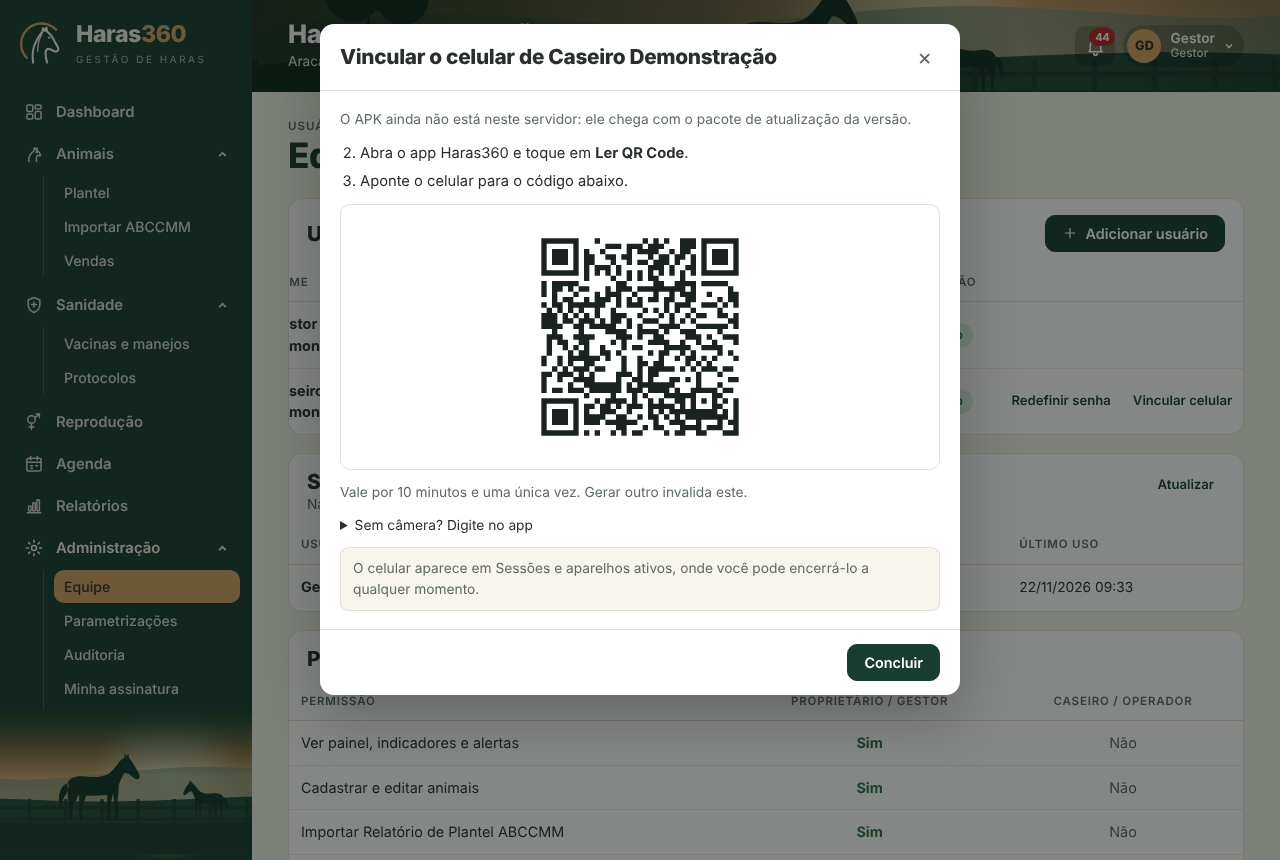 Haras360
GESTÃO DE HARAS
Dashboard
Animais
Plantel
Importar ABCCMM
Vendas
Sanidade
Vacinas e manejos
Protocolos
Reprodução
Agenda
Relatórios
Administração
Equipe
Parametrizações
Auditoria
Minha assinatura
44
GD
Gestor
Gestor
Vincular o celular de Caseiro Demonstração
×
O APK ainda não está neste servidor: ele chega com o pacote de atualização da versão.
2. Abra o app Haras360 e toque em Ler QR Code.
3. Aponte o celular para o código abaixo.
Vale por 10 minutos e uma única vez. Gerar outro invalida este.
Sem câmera? Digite no app
O celular aparece em Sessões e aparelhos ativos, onde você pode encerrá-lo a
qualquer momento.
Concluir
+ Adicionar usuário
Redefinir senha Vincular celular
Atualizar
ÚLTIMO USO
22/11/2026 09:33
PERMISSÃO PROPRIETÁRIO / GESTOR CASEIRO / OPERADOR
Ver painel, indicadores e alertas Sim Não
Cadastrar e editar animais Sim Não
Importar Relatório de Plantel ABCCMM Sim Não